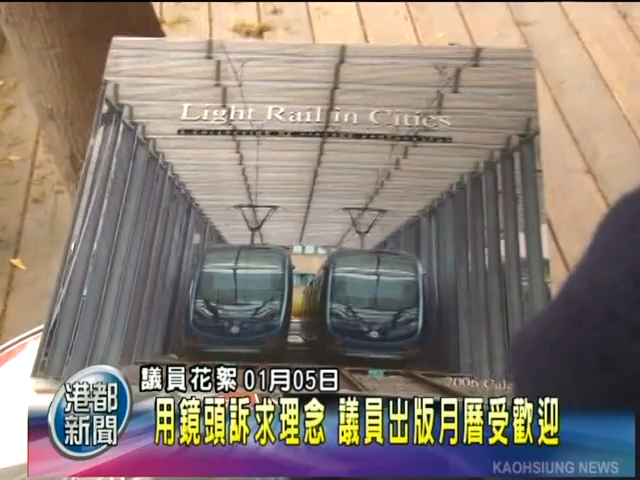 Light Rail in Cities
2006 Cale
議員花絮 01月05日
港都
新聞
用鏡頭訴求理念 議員出版月曆受歡迎
KAOHSIUNG NEWS